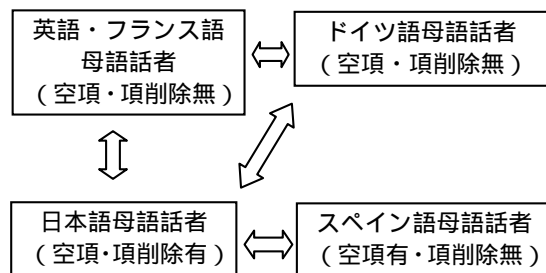 英語・フランス語
母語話者
(空項・項削除無)
ドイツ語母語話者
(空項・項削除無)
日本語母語話者
(空項・項削除有)
スペイン語母語話者
(空項有・項削除無)